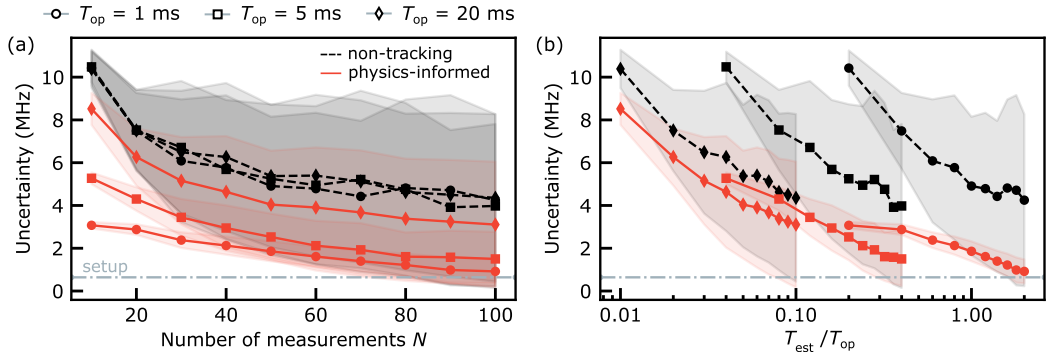 T_op = 1 ms T_op = 5 ms T_op = 20 ms
(a)
non-tracking
physics-informed
Uncertainty (MHz)
10
8
6
4
2
0
setup
20 40 60 80 100
Number of measurements N
(b)
Uncertainty (MHz)
10
8
6
4
2
0
0.01 0.10 1.00
T_est / T_op